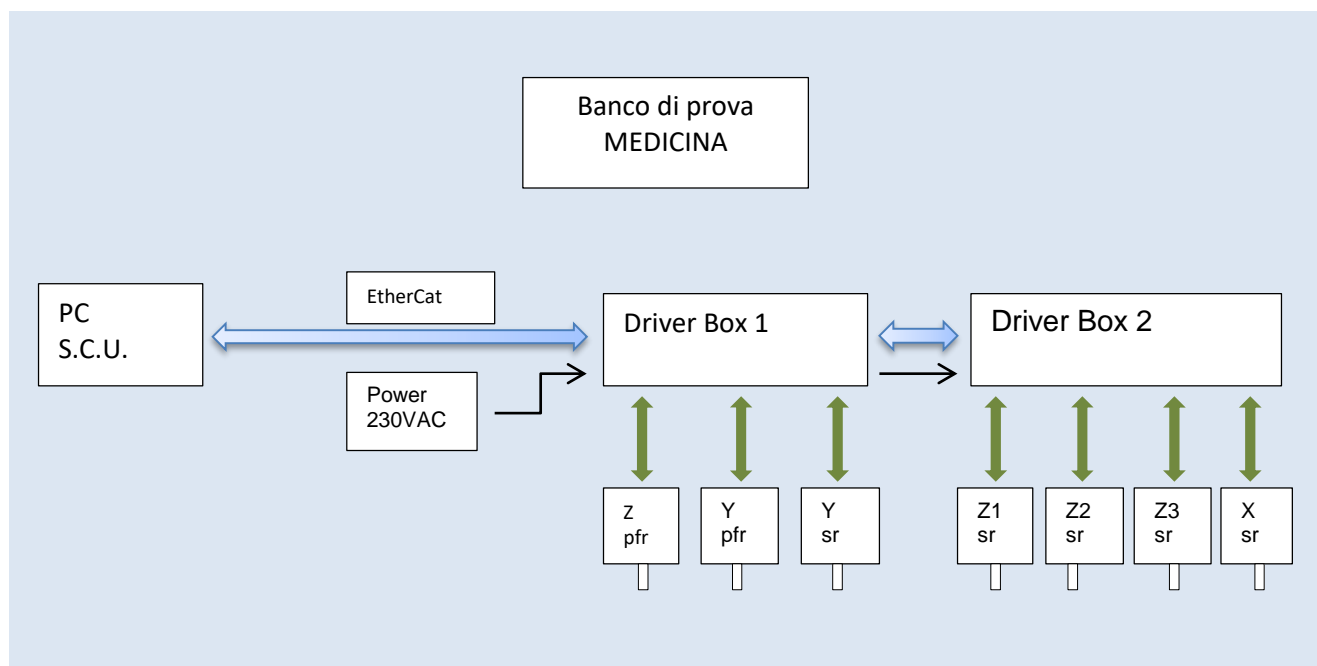 Banco di prova
MEDICINA
EtherCat
PC
S.C.U.
Driver Box 1
Driver Box 2
Power
230VAC
Z
pfr
Y
pfr
Y
sr
Z1
sr
Z2
sr
Z3
sr
X
sr